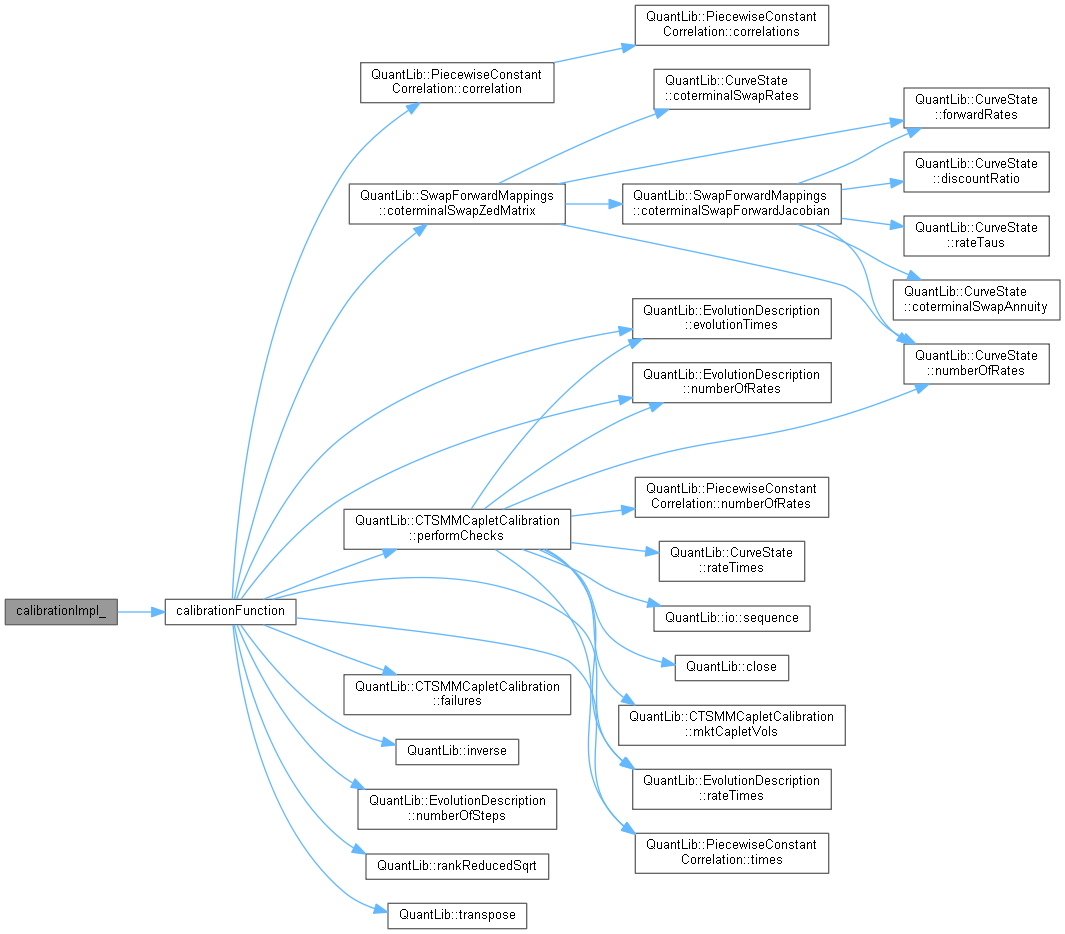 QuantLib::PiecewiseConstant
Correlation::correlations
QuantLib::PiecewiseConstant
Correlation::correlation
QuantLib::CurveState
::coterminalSwapRates
QuantLib::CurveState
::forwardRates
QuantLib::CurveState
::discountRatio
QuantLib::SwapForwardMappings
::coterminalSwapZedMatrix
QuantLib::SwapForwardMappings
::coterminalSwapForwardJacobian
QuantLib::CurveState
::rateTaus
QuantLib::CurveState
::coterminalSwapAnnuity
QuantLib::EvolutionDescription
::evolutionTimes
QuantLib::CurveState
::numberOfRates
QuantLib::EvolutionDescription
::numberOfRates
QuantLib::PiecewiseConstant
Correlation::numberOfRates
QuantLib::CTSMMCapletCalibration
::performChecks
QuantLib::CurveState
::rateTimes
calibrationImpl_
calibrationFunction
QuantLib::io::sequence
QuantLib::close
QuantLib::CTSMMCapletCalibration
::failures
QuantLib::CTSMMCapletCalibration
::mktCapletVols
QuantLib::inverse
QuantLib::EvolutionDescription
::rateTimes
QuantLib::EvolutionDescription
::numberOfSteps
QuantLib::PiecewiseConstant
Correlation::times
QuantLib::rankReducedSqrt
QuantLib::transpose